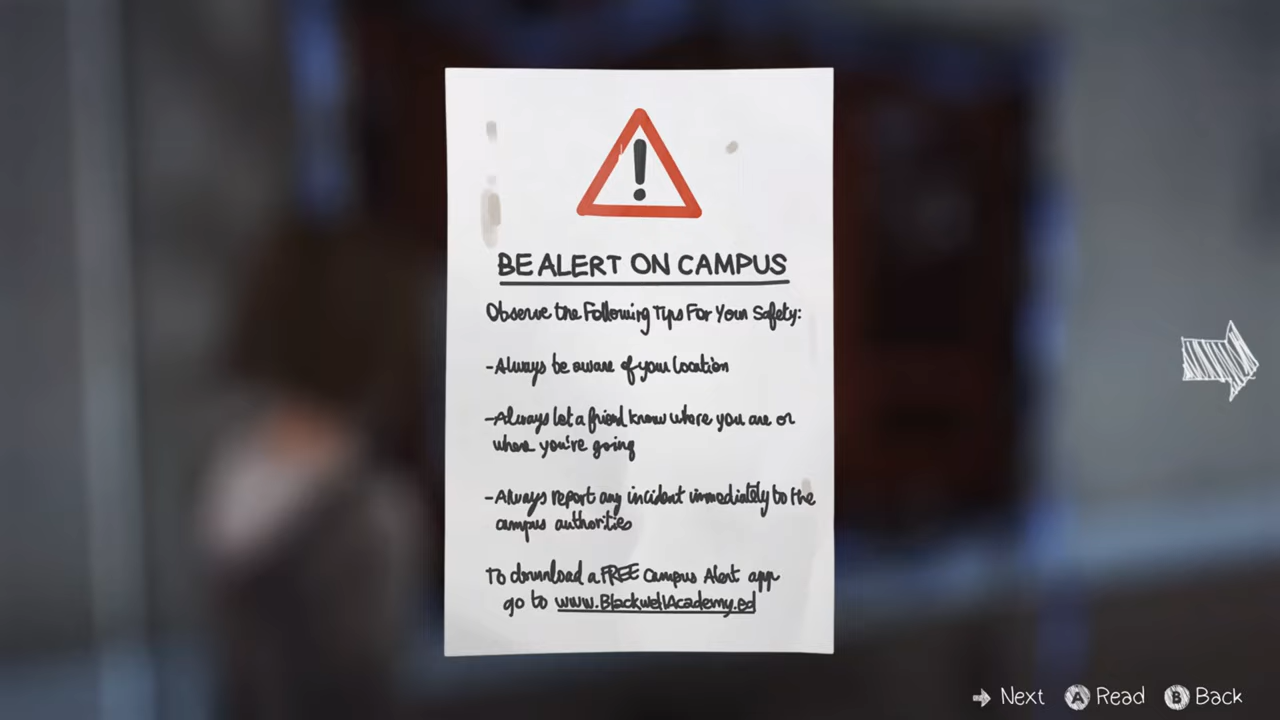 !
BE ALERT ON CAMPUS
Observe the Following Tips For Your Safety:
-Always be aware of your location
-Always let a friend know where you are or
where you're going
-Always report any incident immediately to the
campus authorities
To download a FREE Campus Alert app
go to www.BlackwellAcademy.ed
Next A Read B Back